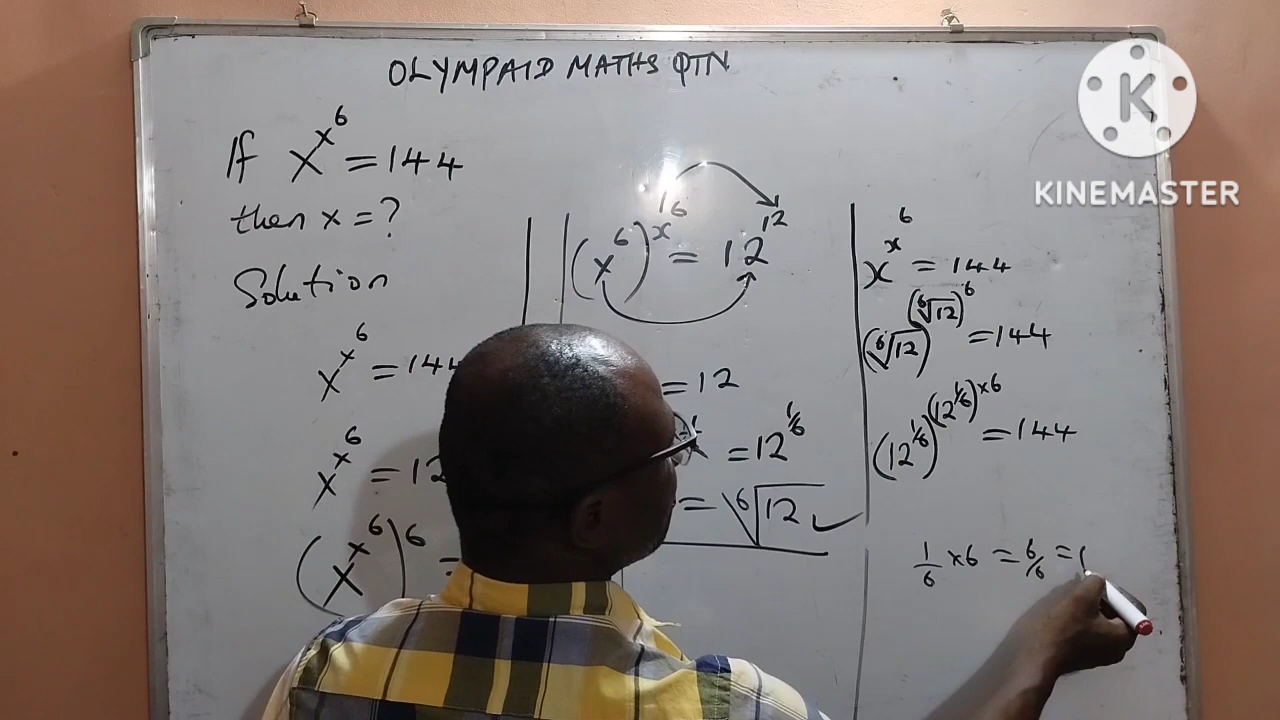 OLYMPAID MATHS QTN
If x^x^6 = 144
then x = ?
Solution
x^x^6 = 144
x^x^6 = 12
(x^x^6)^6 =
(x^6)^x^6 = 12^12
= 12
= 12^1/6
= ⁶√12 ✓
x^x^6 = 144
(⁶√12)^(⁶√12)^6 = 144
(12^1/6)^(12^1/6)×6 = 144
1/6 × 6 = 6/6 = 1
K
KINEMASTER